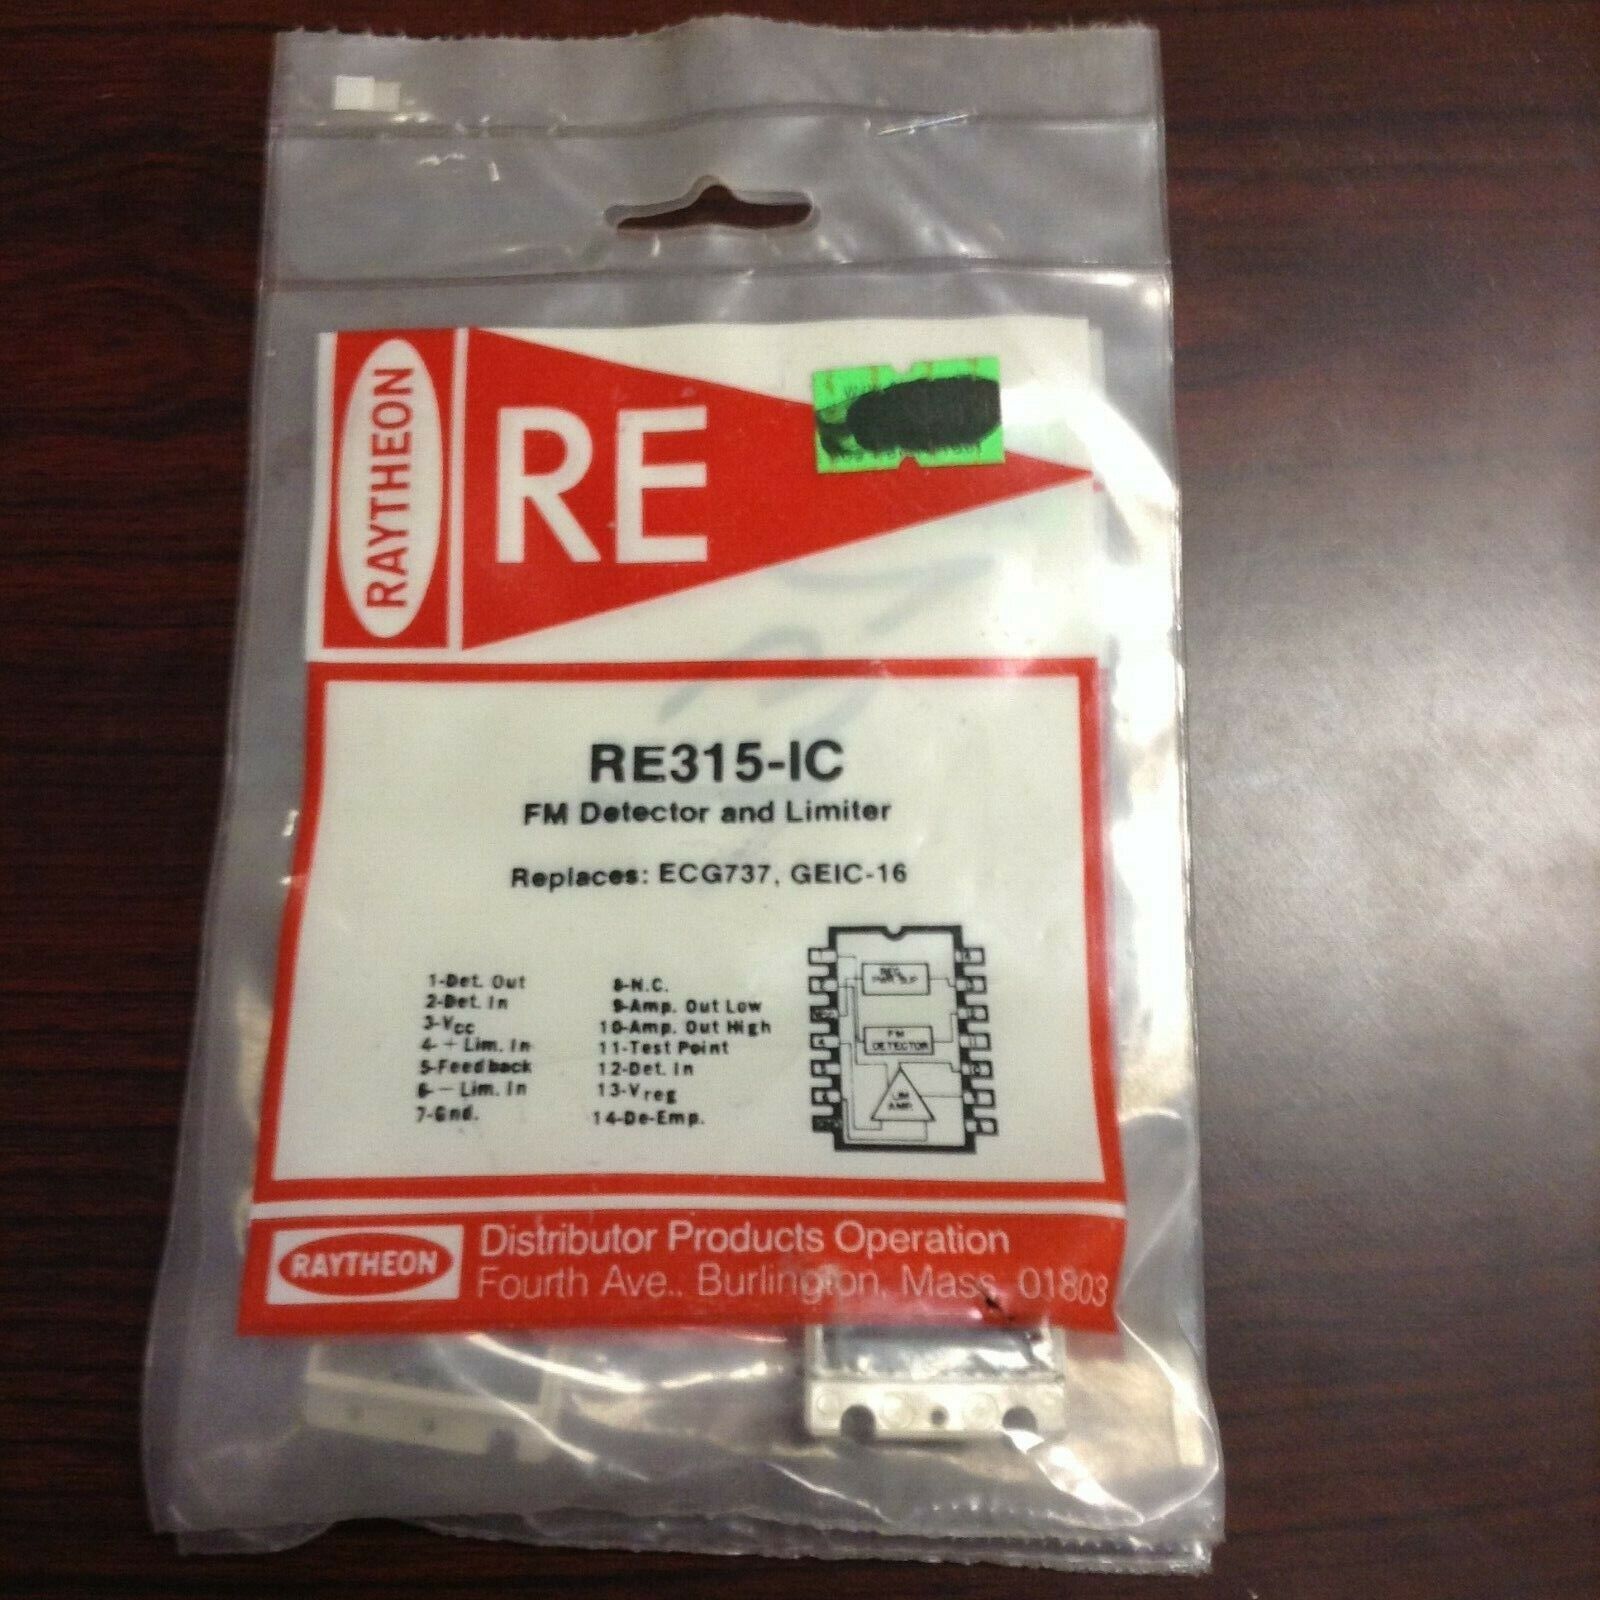 RAYTHEON
RE
RE315-IC
FM Detector and Limiter
Replaces: ECG737, GEIC-16
1-Det. Out
2-Det. In
3-Vcc
4-+ Lim. In
5-Feedback
6-- Lim. In
7-Gnd.
8-N.C.
9-Amp. Out Low
10-Amp. Out High
11-Test Point
12-Det. In
13-Vreg
14-De-Emp.
REG
FM
DETECTOR
LIM
AMP
RAYTHEON
Distributor Products Operation
Fourth Ave., Burlington, Mass. 01803